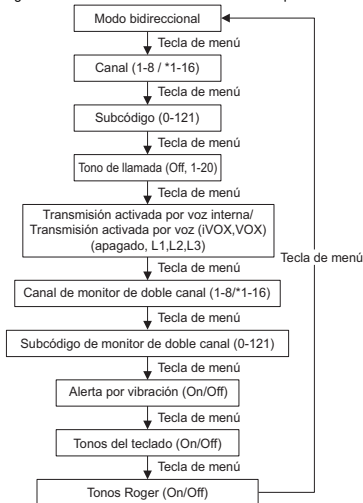 Modo bidireccional
Tecla de menú
Canal (1-8 / *1-16)
Tecla de menú
Subcódigo (0-121)
Tecla de menú
Tono de llamada (Off, 1-20)
Tecla de menú
Transmisión activada por voz interna/
Transmisión activada por voz (iVOX,VOX)
(apagado, L1,L2,L3)
Tecla de menú
Tecla de menú
Canal de monitor de doble canal (1-8/*1-16)
Tecla de menú
Subcódigo de monitor de doble canal (0-121)
Tecla de menú
Alerta por vibración (On/Off)
Tecla de menú
Tonos del teclado (On/Off)
Tecla de menú
Tonos Roger (On/Off)